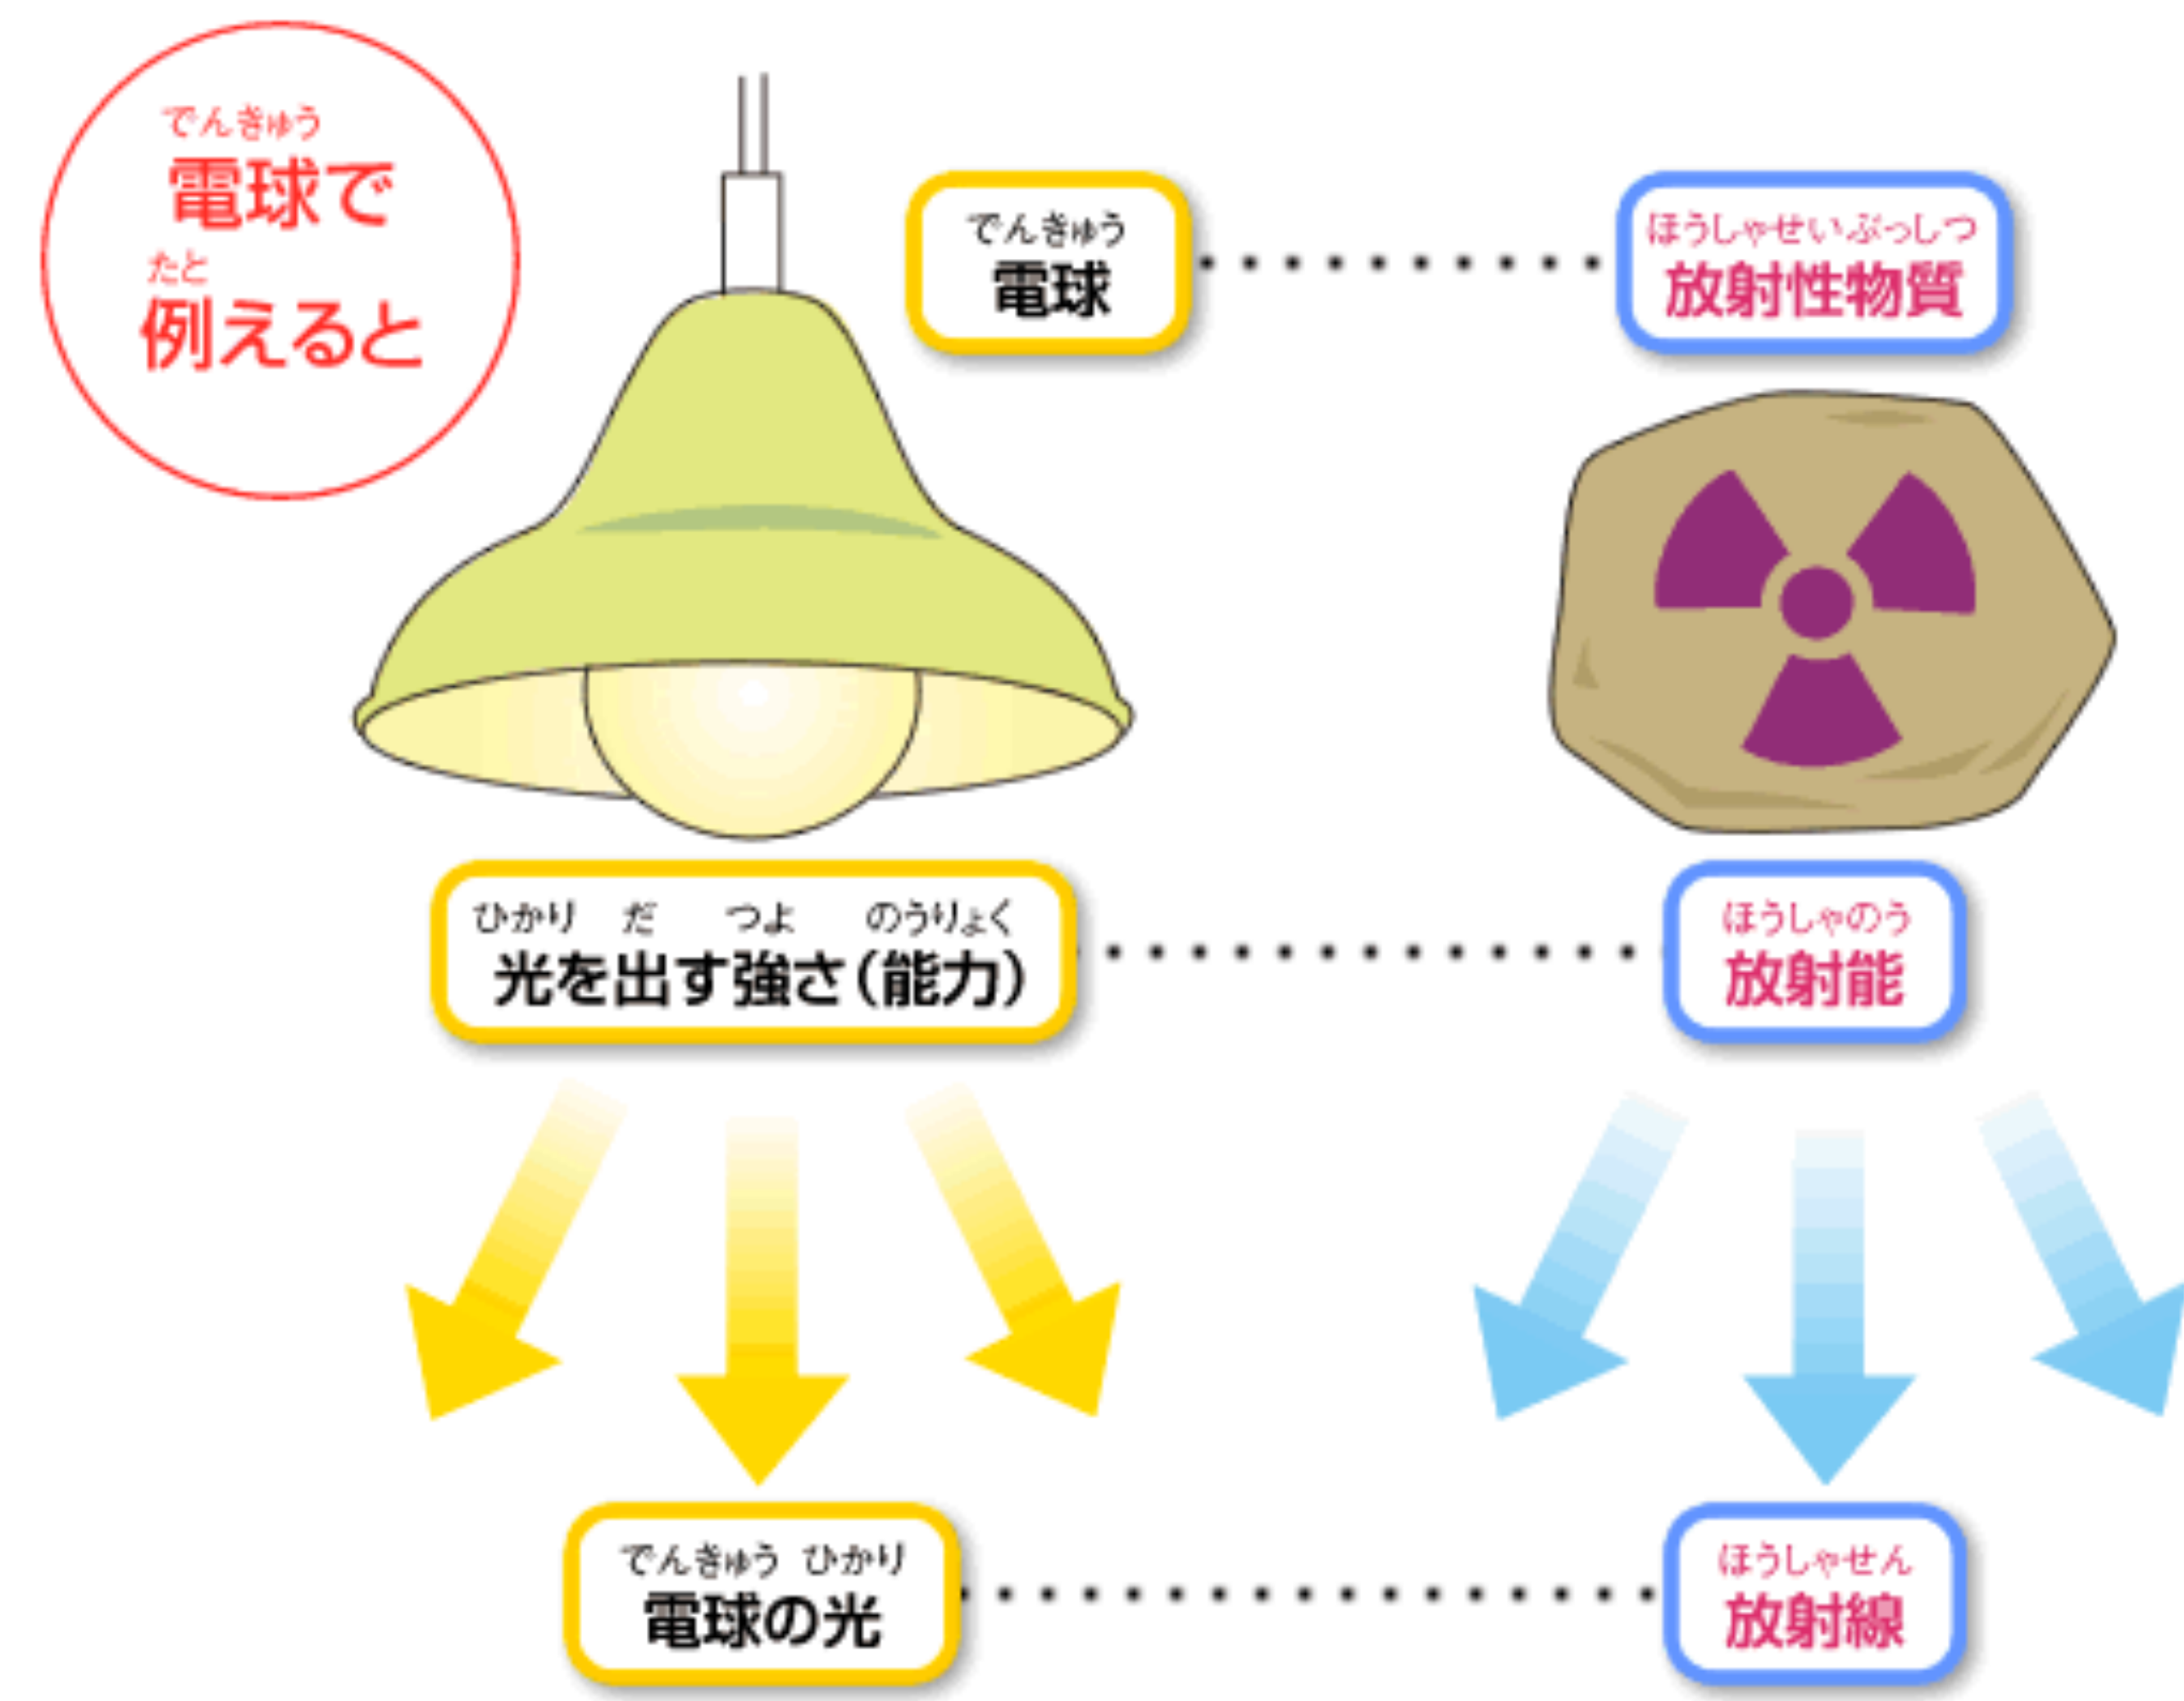 でんきゅう
電球で
たと
例えると
でんきゅう
電球
ほうしゃせいぶっしつ
放射性物質
ひかり だ つよ のうりょく
光を出す強さ（能力）
ほうしゃのう
放射能
でんきゅう ひかり
電球の光
ほうしゃせん
放射線